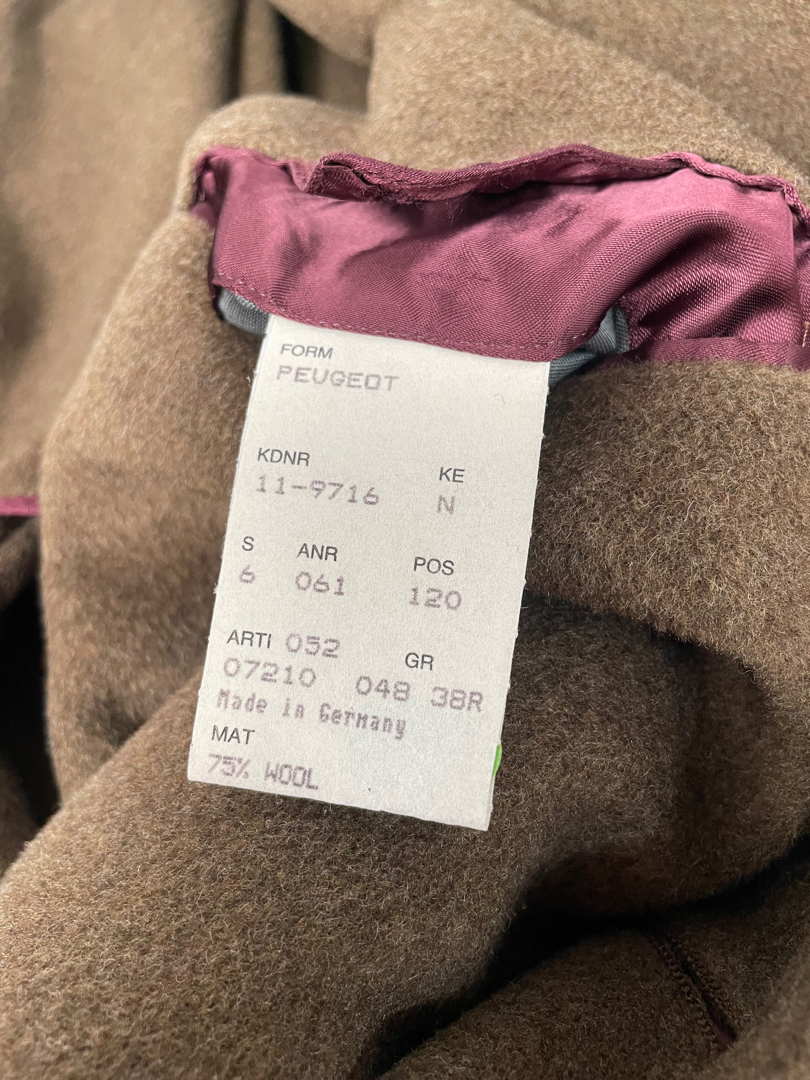 FORM
PEUGEOT
KDNR KE
11-9716 N
S ANR POS
6 061 120
ARTI 052 GR
07210 048 38R
Made in Germany
MAT
75% WOOL